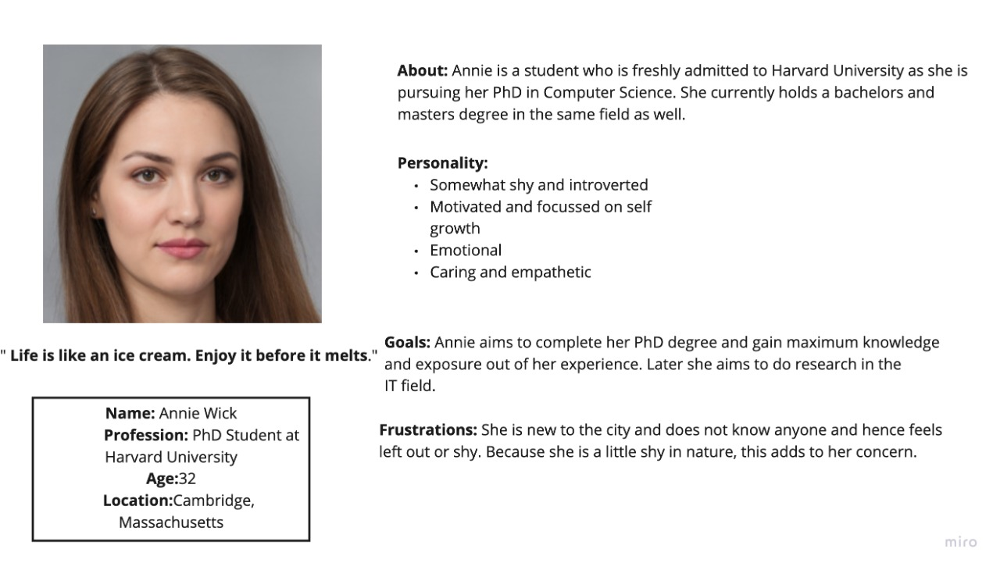 About: Annie is a student who is freshly admitted to Harvard University as she is
pursuing her PhD in Computer Science. She currently holds a bachelors and
masters degree in the same field as well.
Personality:
• Somewhat shy and introverted
• Motivated and focussed on self
growth
• Emotional
• Caring and empathetic
" Life is like an ice cream. Enjoy it before it melts."
Goals: Annie aims to complete her PhD degree and gain maximum knowledge
and exposure out of her experience. Later she aims to do research in the
IT field.
Name: Annie Wick
Profession: PhD Student at
Harvard University
Age:32
Location:Cambridge,
Massachusetts
Frustrations: She is new to the city and does not know anyone and hence feels
left out or shy. Because she is a little shy in nature, this adds to her concern.
miro